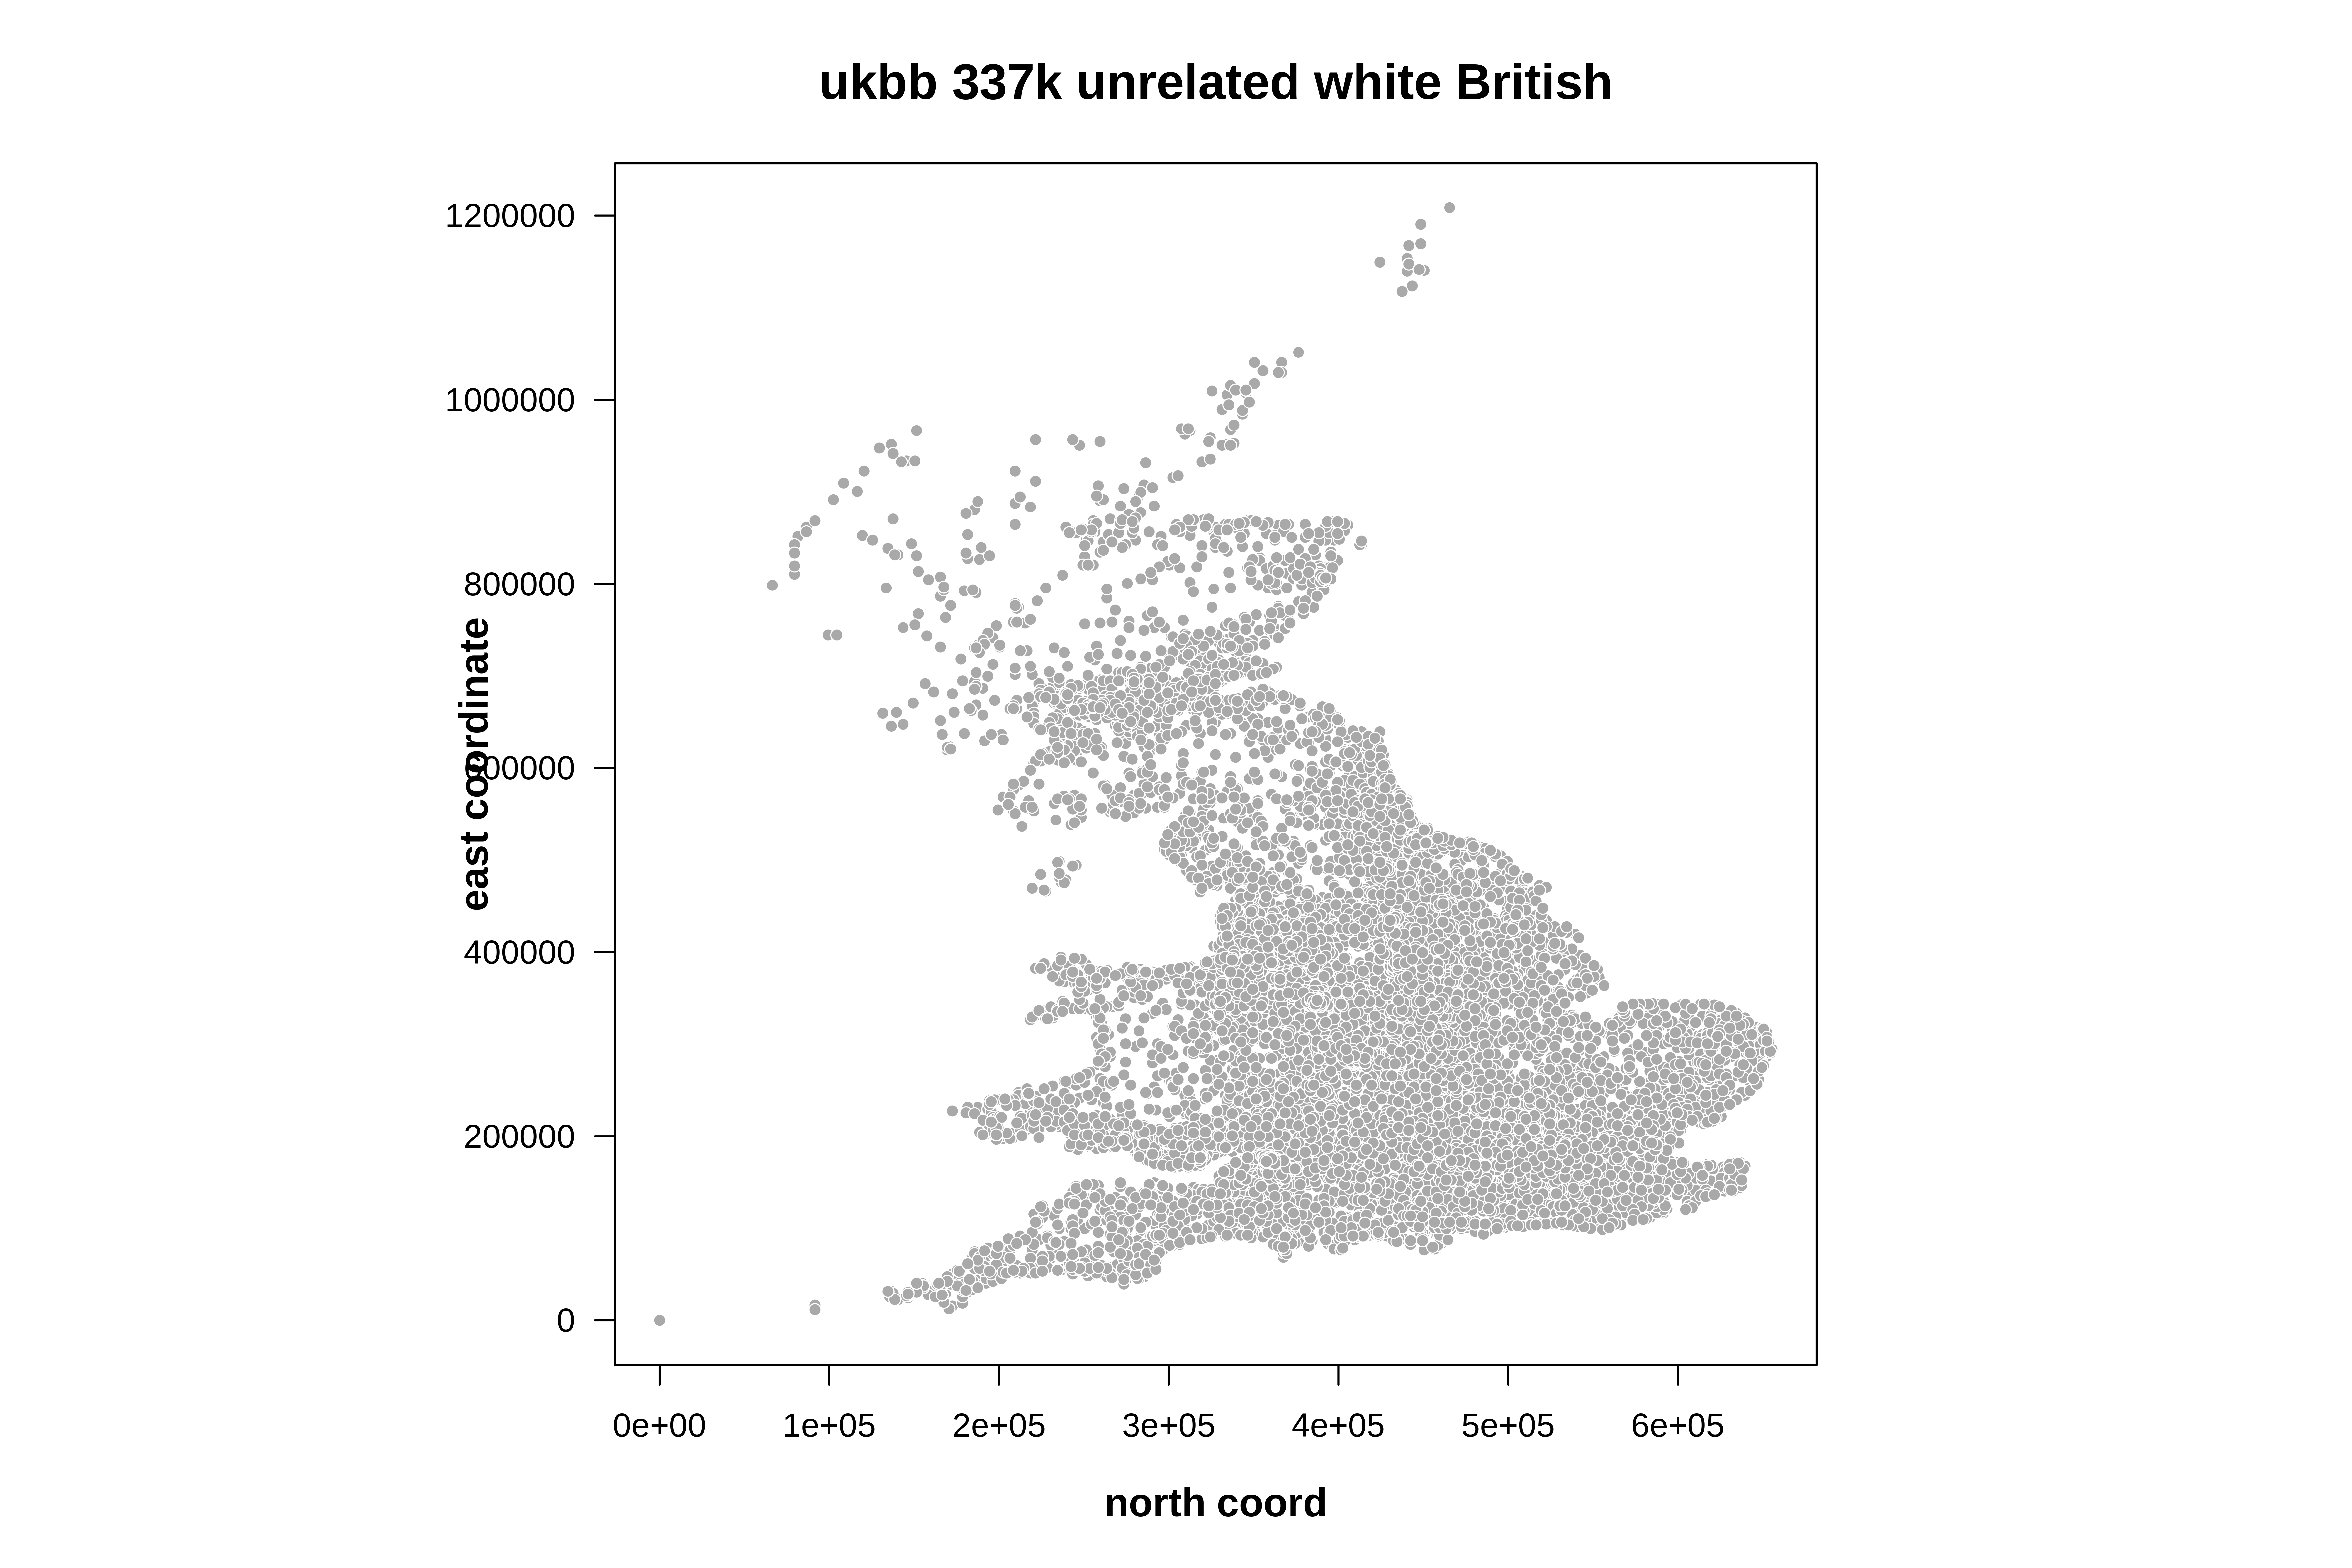 ukbb 337k unrelated white British
1200000
1000000
800000
600000
400000
200000
0
east coordinate
0e+00 1e+05 2e+05 3e+05 4e+05 5e+05 6e+05
north coord